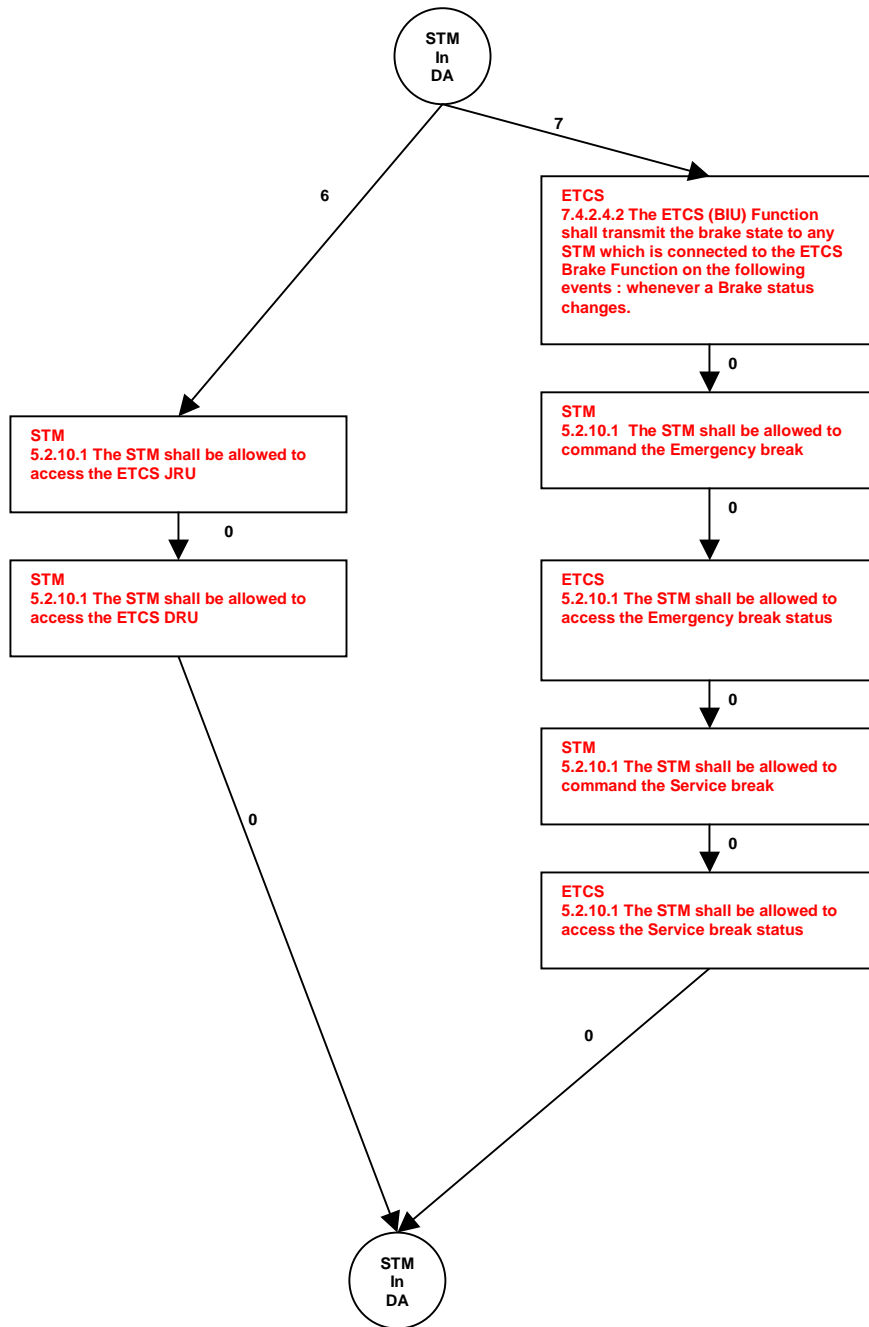 STM
In
DA
7
6
ETCS
7.4.2.4.2 The ETCS (BIU) Function
shall transmit the brake state to any
STM which is connected to the ETCS
Brake Function on the following
events : whenever a Brake status
changes.
0
STM
5.2.10.1 The STM shall be allowed to
command the Emergency break
0
STM
5.2.10.1 The STM shall be allowed to
access the ETCS JRU
0
STM
5.2.10.1 The STM shall be allowed to
access the ETCS DRU
ETCS
5.2.10.1 The STM shall be allowed to
access the Emergency break status
0
STM
5.2.10.1 The STM shall be allowed to
command the Service break
0
0
ETCS
5.2.10.1 The STM shall be allowed to
access the Service break status
0
STM
In
DA